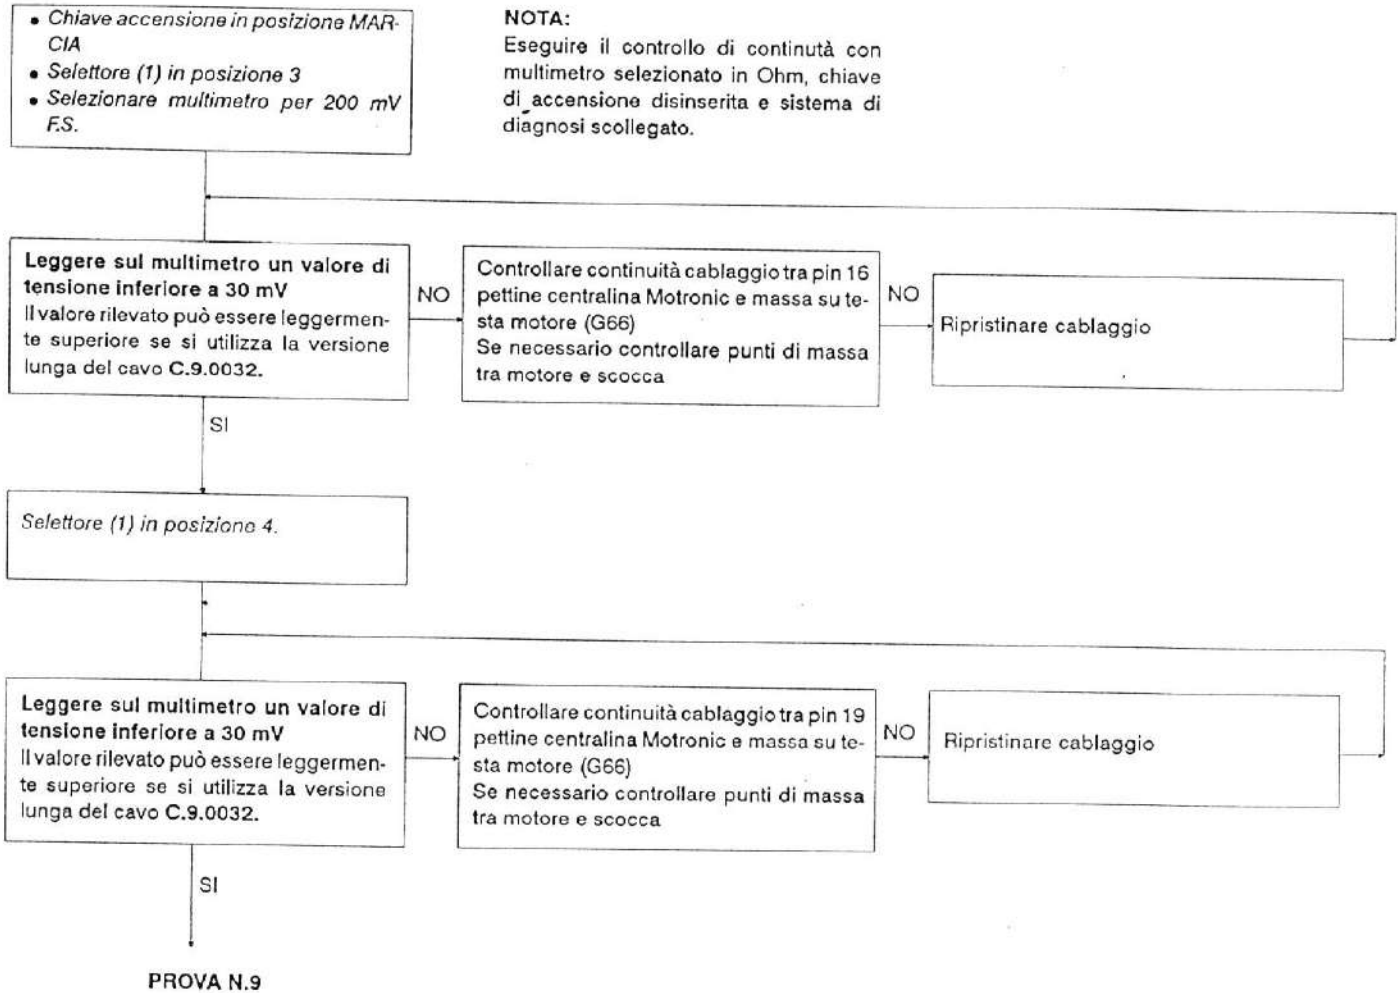 • Chiave accensione in posizione MAR-
CIA
• Selettore (1) in posizione 3
• Selezionare multimetro per 200 mV
F.S.
NOTA:
Eseguire il controllo di continutà con
multimetro selezionato in Ohm, chiave
di accensione disinserita e sistema di
diagnosi scollegato.
Leggere sul multimetro un valore di
tensione inferiore a 30 mV
Il valore rilevato può essere leggermen-
te superiore se si utilizza la versione
lunga del cavo C.9.0032.
NO
Controllare continuità cablaggio tra pin 16
pettine centralina Motronic e massa su te-
sta motore (G66)
Se necessario controllare punti di massa
tra motore e scocca
NO
Ripristinare cablaggio
SI
Selettore (1) in posizione 4.
Leggere sul multimetro un valore di
tensione inferiore a 30 mV
Il valore rilevato può essere leggermen-
te superiore se si utilizza la versione
lunga del cavo C.9.0032.
NO
Controllare continuità cablaggio tra pin 19
pettine centralina Motronic e massa su te-
sta motore (G66)
Se necessario controllare punti di massa
tra motore e scocca
NO
Ripristinare cablaggio
SI
PROVA N.9